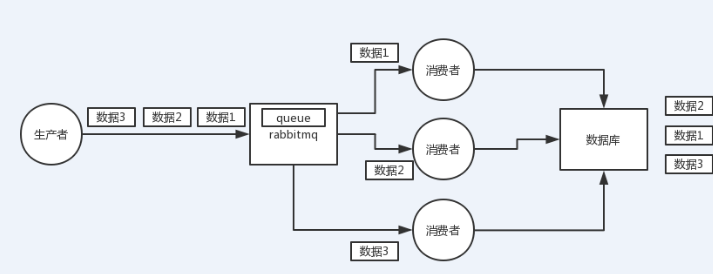 生产者
数据3
数据2
数据1
queue
rabbitmq
数据1
消费者
数据2
消费者
数据3
消费者
数据库
数据2
数据1
数据3